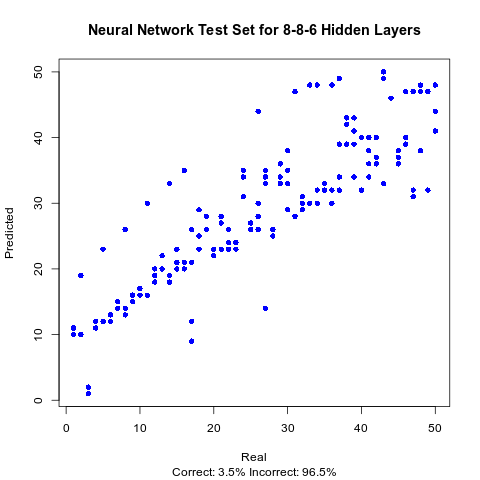 Neural Network Test Set for 8-8-6 Hidden Layers
Predicted
50
40
30
20
10
0
0 10 20 30 40 50
Real
Correct: 3.5% Incorrect: 96.5%